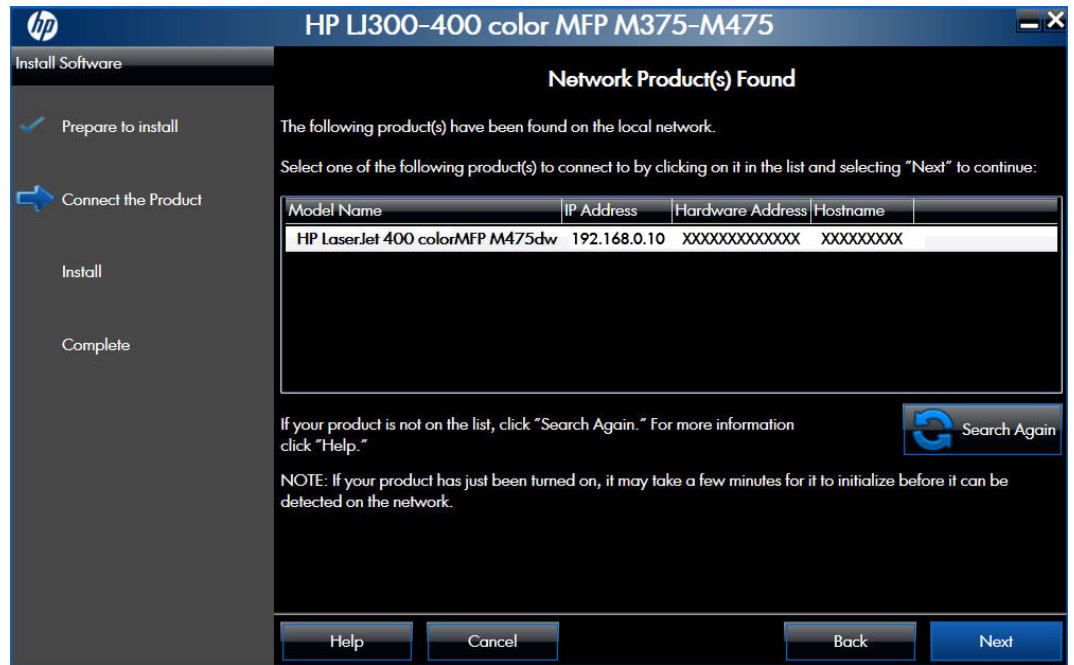 hp
HP LJ300-400 color MFP M375-M475
Install Software
Prepare to install
Connect the Product
Install
Complete
Network Product(s) Found
The following product(s) have been found on the local network.
Select one of the following product(s) to connect to by clicking on it in the list and selecting "Next" to continue:
Model Name IP Address Hardware Address Hostname
HP LaserJet 400 colorMFP M475dw 192.168.0.10 XXXXXXXXXXXXX XXXXXXXXX
If your product is not on the list, click "Search Again." For more information
click "Help."
Search Again
NOTE: If your product has just been turned on, it may take a few minutes for it to initialize before it can be
detected on the network.
Help Cancel Back Next